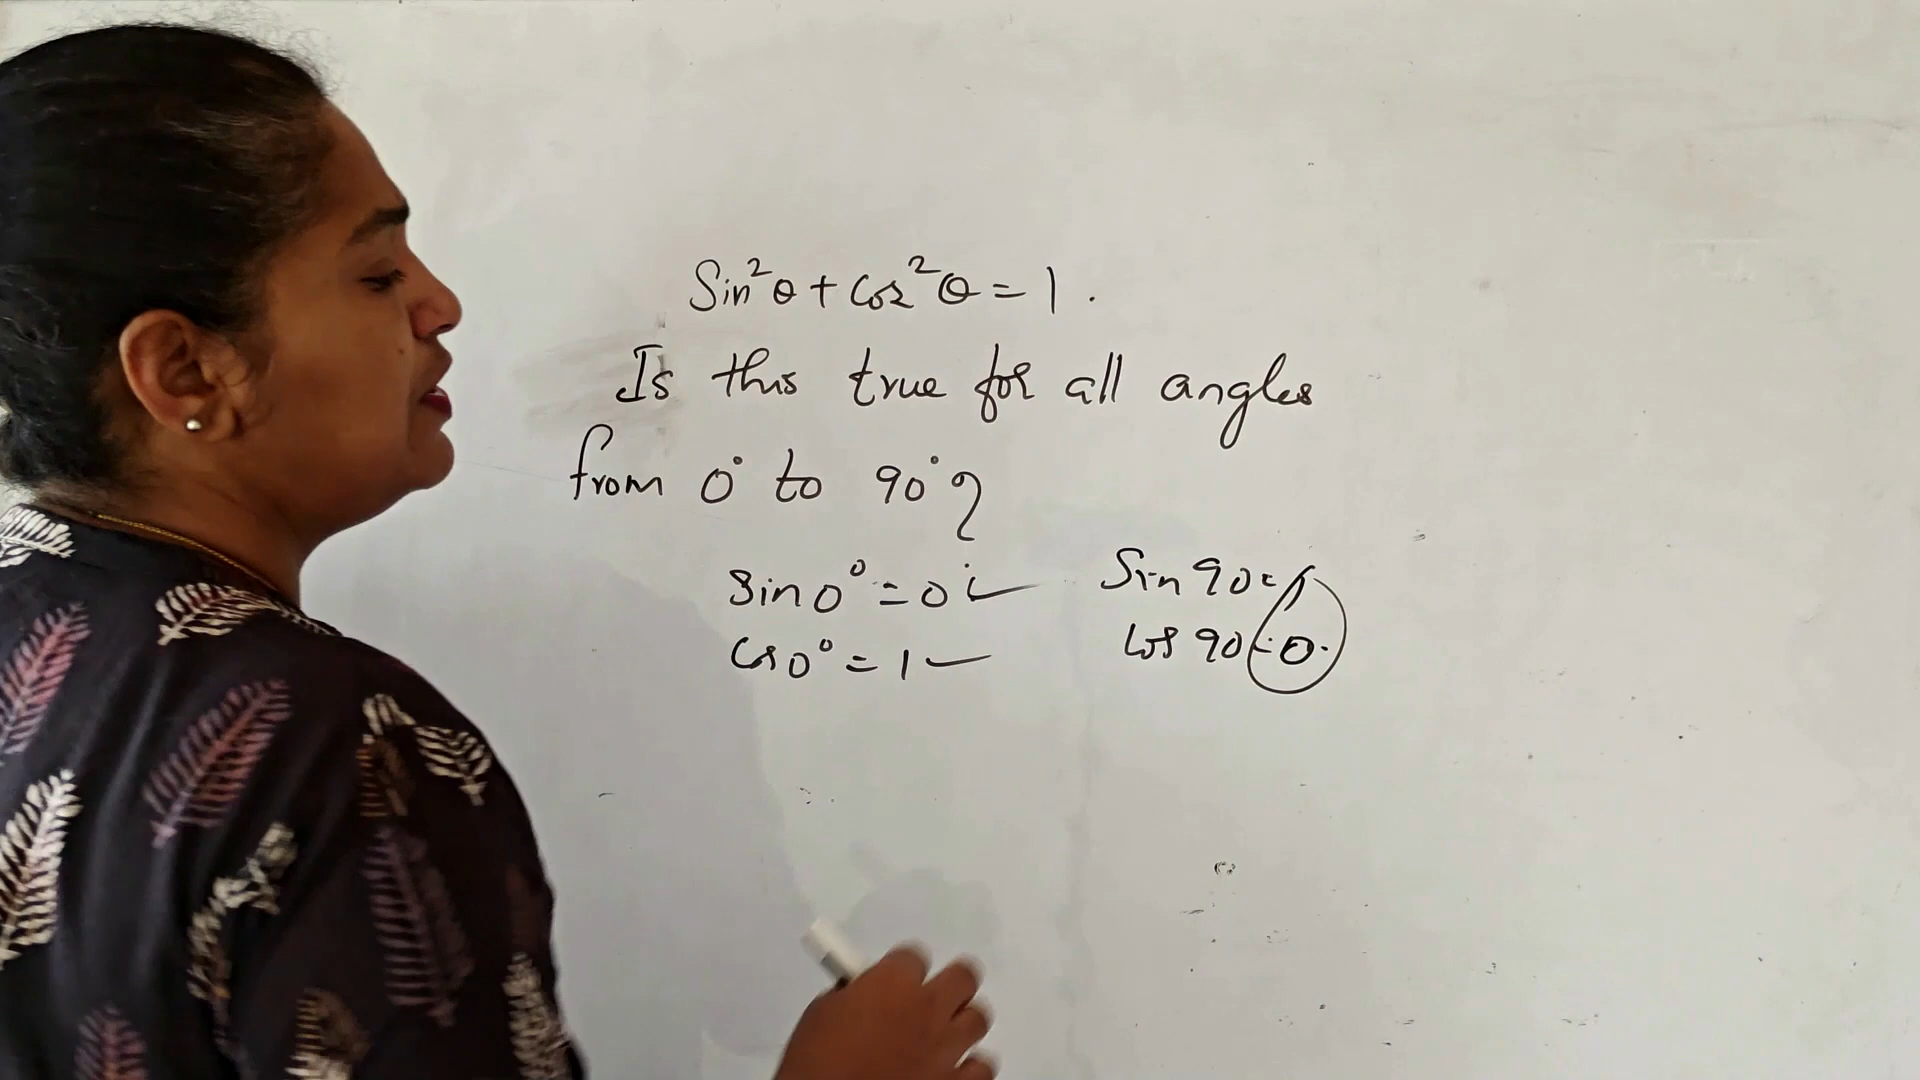 Sin²θ + Cos²θ = 1.
Is this true for all angles
from 0° to 90°?
Sin 0° = 0
Cos 0° = 1
Sin 90 = 1
Cos 90 = 0.